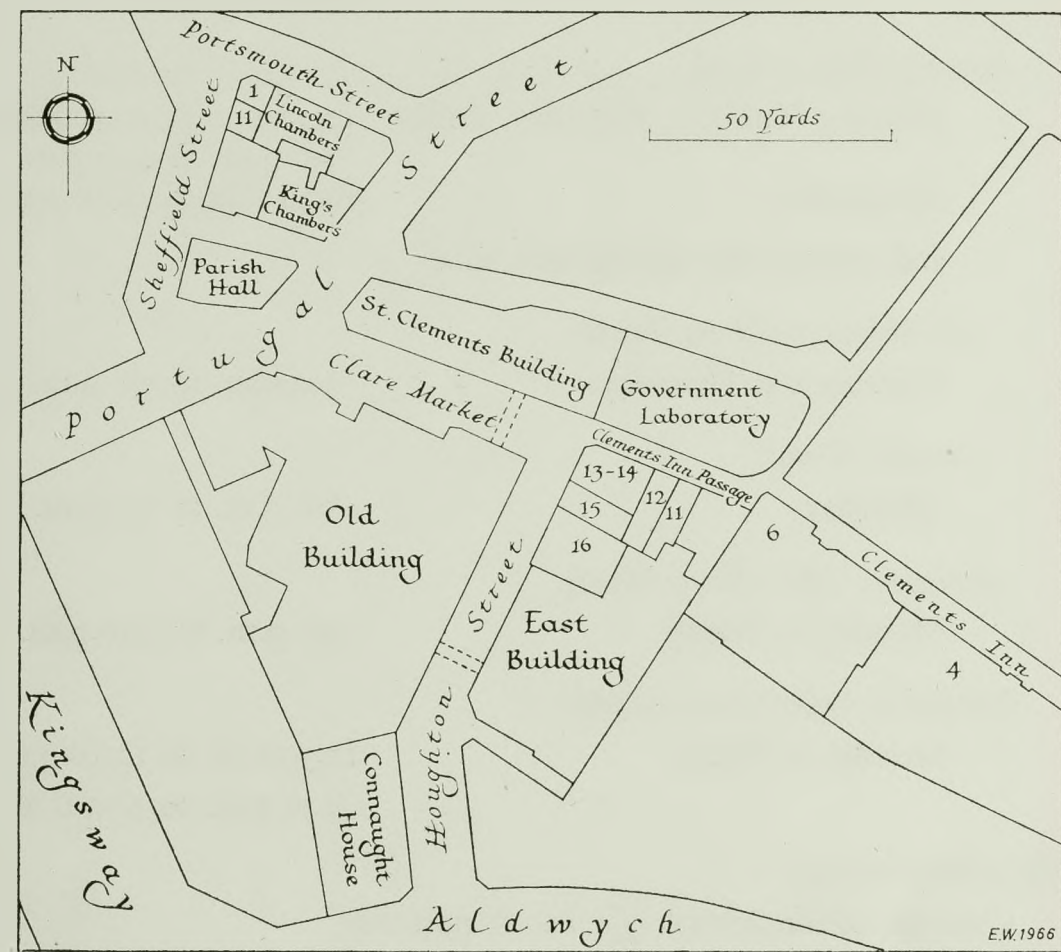 Portsmouth Street
N
1
Lincoln
Chambers
11
50 Yards
Sheffield Street
King's
Chambers
Parish
Hall
Portugal Street
St. Clements Building
Clare Market
Government
Laboratory
Clements Inn Passage
13-14
12
11
15
16
6
Old
Building
Houghton Street
East
Building
Clements Inn
4
Kingsway
Connaught
House
Aldwych
E.W.1966